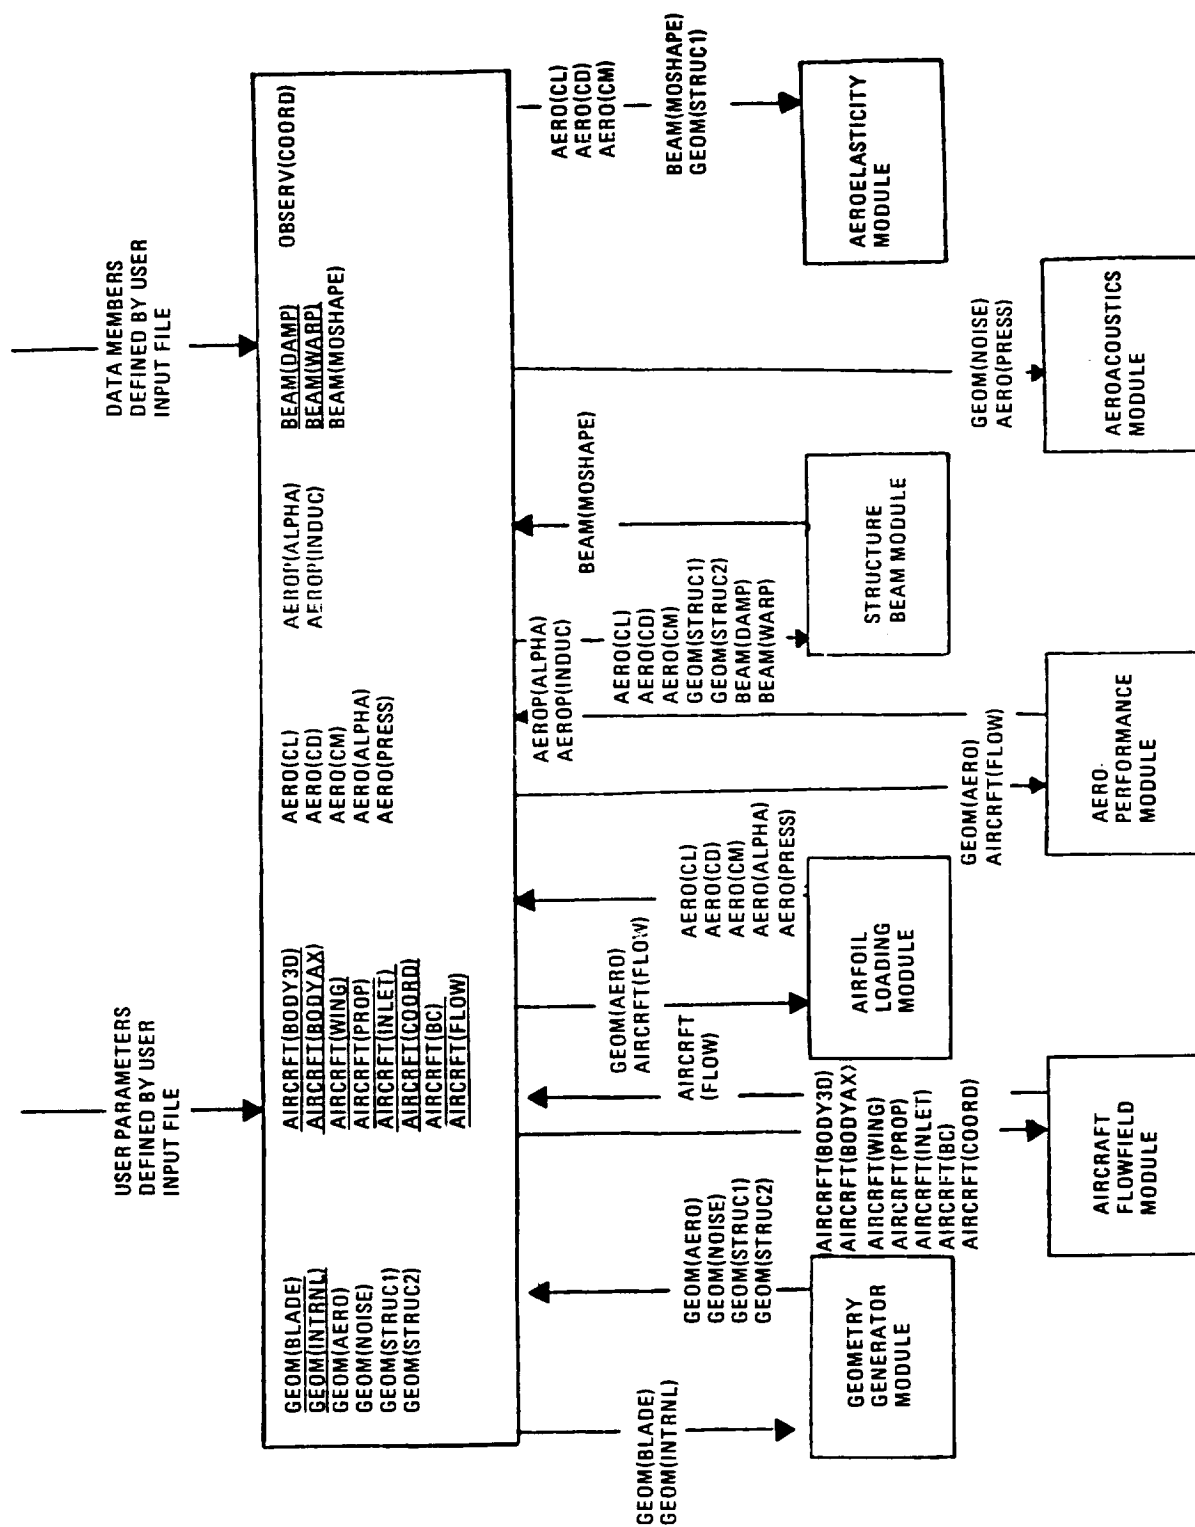 USER PARAMETERS
DEFINED BY USER
INPUT FILE
DATA MEMBERS
DEFINED BY USER
INPUT FILE
GEOM(BLADE)
GEOM(INTRNL)
GEOM(AERO)
GEOM(NOISE)
GEOM(STRUC1)
GEOM(STRUC2)
AIRCRFT(BODY3D)
AIRCRFT(BODYAX)
AIRCRFT(WING)
AIRCRFT(PROP)
AIRCRFT(INLET)
AIRCRFT(COORD)
AIRCRFT(BC)
AIRCRFT(FLOW)
AERO(CL)
AERO(CD)
AERO(CM)
AERO(ALPHA)
AERO(PRESS)
AEROP(ALPHA)
AEROP(INDUC)
BEAM(DAMP)
BEAM(WARP)
BEAM(MOSHAPE)
OBSERV(COORD)
GEOM(BLADE)
GEOM(INTRNL)
GEOM(AERO)
GEOM(NOISE)
GEOM(STRUC1)
GEOM(STRUC2)
AIRCRFT
(FLOW)
AIRCRFT(BODY3D)
AIRCRFT(BODYAX)
AIRCRFT(WING)
AIRCRFT(PROP)
AIRCRFT(INLET)
AIRCRFT(BC)
AIRCRFT(COORD)
GEOM(AERO)
AIRCRFT(FLOW)
AERO(CL)
AERO(CD)
AERO(CM)
AERO(ALPHA)
AERO(PRESS)
GEOM(AERO)
AIRCRFT(FLOW)
AEROP(ALPHA)
AEROP(INDUC)
AERO(CL)
AERO(CD)
AERO(CM)
GEOM(STRUC1)
GEOM(STRUC2)
BEAM(DAMP)
BEAM(WARP)
BEAM(MOSHAPE)
GEOM(NOISE)
AERO(PRESS)
AERO(CL)
AERO(CD)
AERO(CM)
BEAM(MOSHAPE)
GEOM(STRUC1)
GEOMETRY
GENERATOR
MODULE
AIRCRAFT
FLOWFIELD
MODULE
AIRFOIL
LOADING
MODULE
AERO-
PERFORMANCE
MODULE
STRUCTURE
BEAM MODULE
AEROACOUSTICS
MODULE
AEROELASTICITY
MODULE